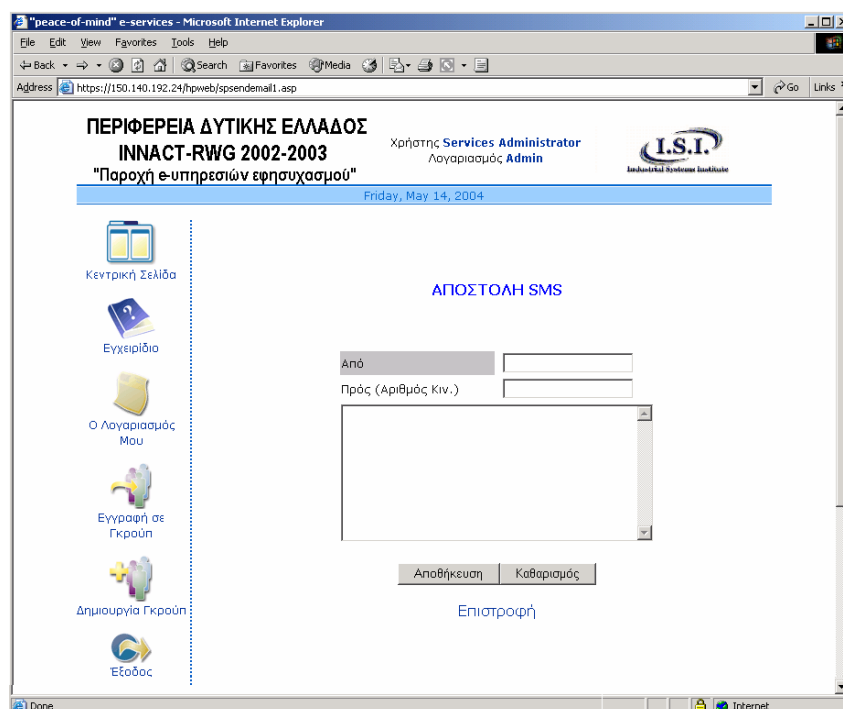 "peace-of-mind" e-services - Microsoft Internet Explorer
File Edit View Favorites Tools Help
Back Search Favorites Media
Address https://150.140.192.24/hpweb/spsendemail1.asp Go Links
ΠΕΡΙΦΕΡΕΙΑ ΔΥΤΙΚΗΣ ΕΛΛΑΔΟΣ
INNACT-RWG 2002-2003
"Παροχή e-υπηρεσιών εφησυχασμού"
Χρήστης Services Administrator
Λογαριασμός Admin
I.S.I.
Industrial Systems Institute
Friday, May 14, 2004
Κεντρική Σελίδα
Εγχειρίδιο
Ο Λογαριασμός
Μου
Εγγραφή σε
Γκρούπ
Δημιουργία Γκρούπ
Έξοδος
ΑΠΟΣΤΟΛΗ SMS
Από
Πρός (Αριθμός Κιν.)
Αποθήκευση Καθαρισμός
Επιστροφή
Done Internet